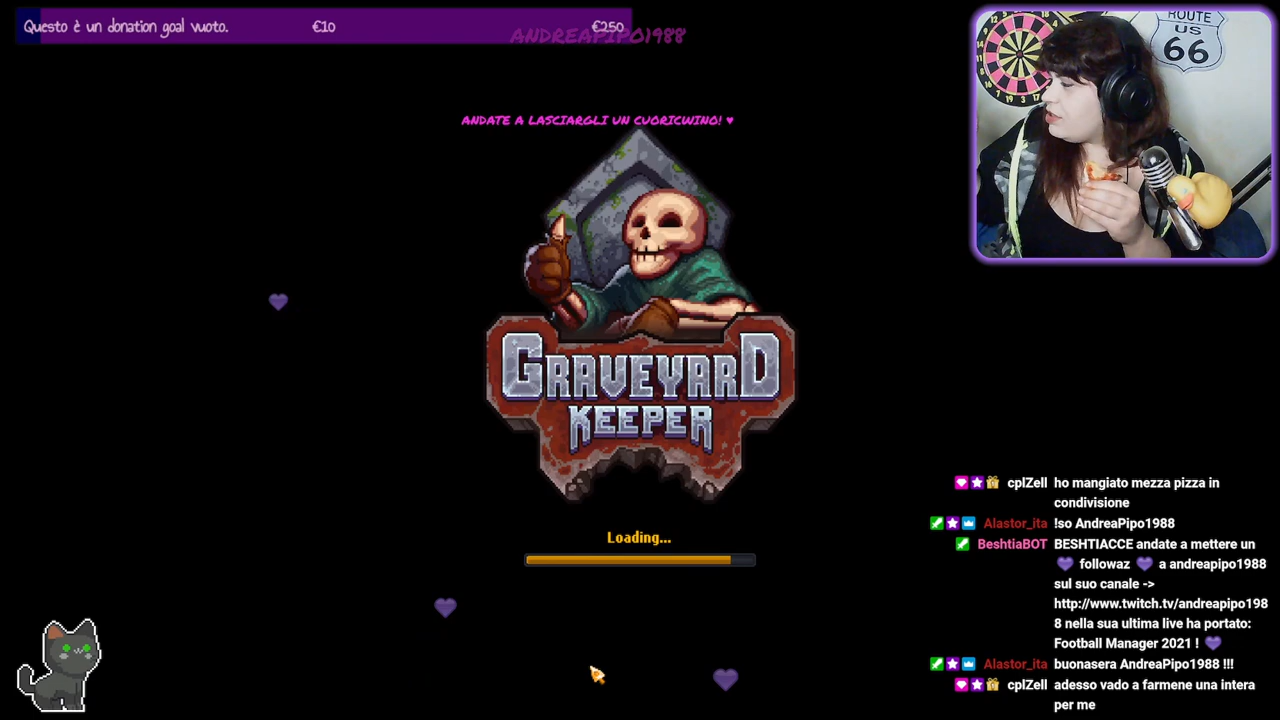 Questo è un donation goal vuoto. €10 €250
ANDREAPIPO1988
ANDATE A LASCIARGLI UN CUORICWINO! ♥
GRAVEYARD
KEEPER
Loading...
ROUTE
US
66
cplZell ho mangiato mezza pizza in
condivisione
Alastor_ita !so AndreaPipo1988
BeshtiaBOT BESHTIACCE andate a mettere un
💜 followaz 💜 a andreapipo1988
sul suo canale ->
http://www.twitch.tv/andreapipo198
8 nella sua ultima live ha portato:
Football Manager 2021 ! 💜
Alastor_ita buonasera AndreaPipo1988 !!!
cplZell adesso vado a farmene una intera
per me